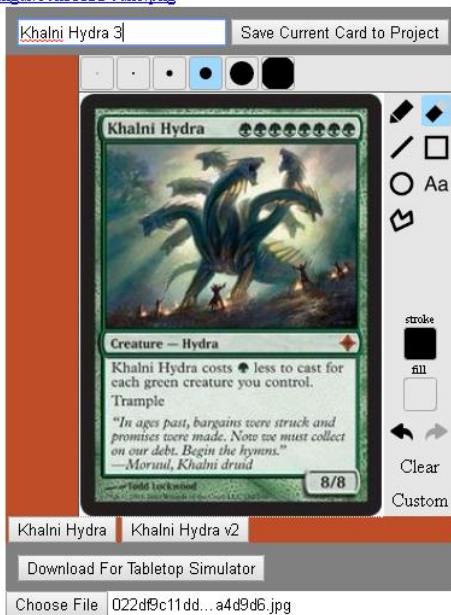 Khalni Hydra 3
Save Current Card to Project
Khalni Hydra
Aa
Creature — Hydra
Khalni Hydra costs less to cast for
each green creature you control.
Trample
"In ages past, bargains were struck and
promises were made. Now we must collect
on our debt. Begin the hymns."
—Moruul, Khalni druid
Todd Lockwood
8/8
stroke
fill
Clear
Custom
Khalni Hydra
Khalni Hydra v2
Download For Tabletop Simulator
Choose File
022df9c11dd...a4d9d6.jpg